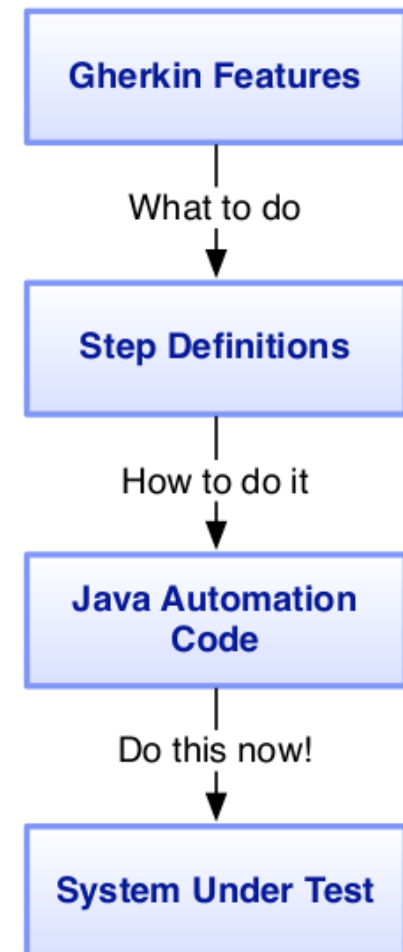 Gherkin Features
What to do
Step Definitions
How to do it
Java Automation
Code
Do this now!
System Under Test